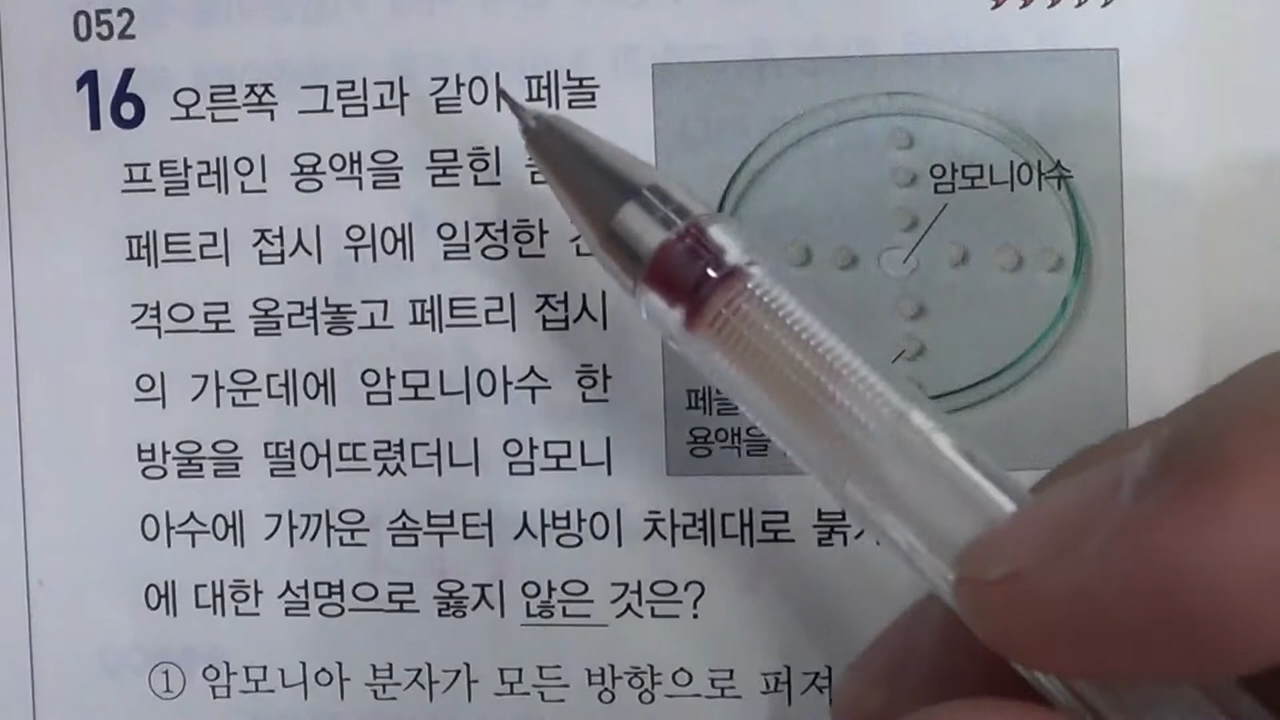 052
16 오른쪽 그림과 같이 페놀
프탈레인 용액을 묻힌
페트리 접시 위에 일정한
격으로 올려놓고 페트리 접시
의 가운데에 암모니아수 한
방울을 떨어뜨렸더니 암모니
아수에 가까운 솜부터 사방이 차례대로
에 대한 설명으로 옳지 않은 것은?
① 암모니아 분자가 모든 방향으로 퍼져
암모니아수
용액을